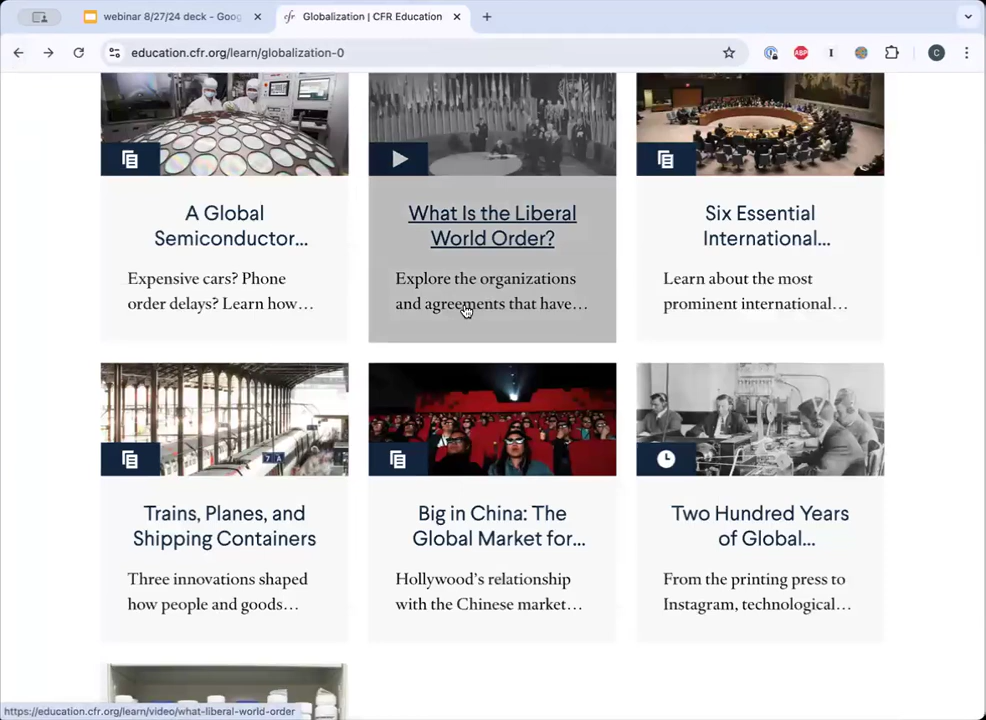 webinar 8/27/24 deck - Goog
cfr Globalization | CFR Education
education.cfr.org/learn/globalization-0
ABP
I
C
A Global
Semiconductor...
Expensive cars? Phone
order delays? Learn how...
What Is the Liberal
World Order?
Explore the organizations
and agreements that have...
Six Essential
International...
Learn about the most
prominent international...
7 A
Trains, Planes, and
Shipping Containers
Three innovations shaped
how people and goods...
Big in China: The
Global Market for...
Hollywood's relationship
with the Chinese market...
Two Hundred Years
of Global...
From the printing press to
Instagram, technological...
https://education.cfr.org/learn/video/what-liberal-world-order